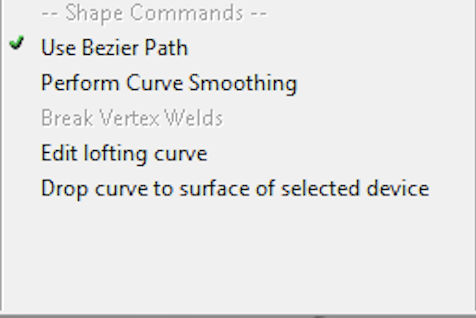 -- Shape Commands --
Use Bezier Path
Perform Curve Smoothing
Break Vertex Welds
Edit lofting curve
Drop curve to surface of selected device